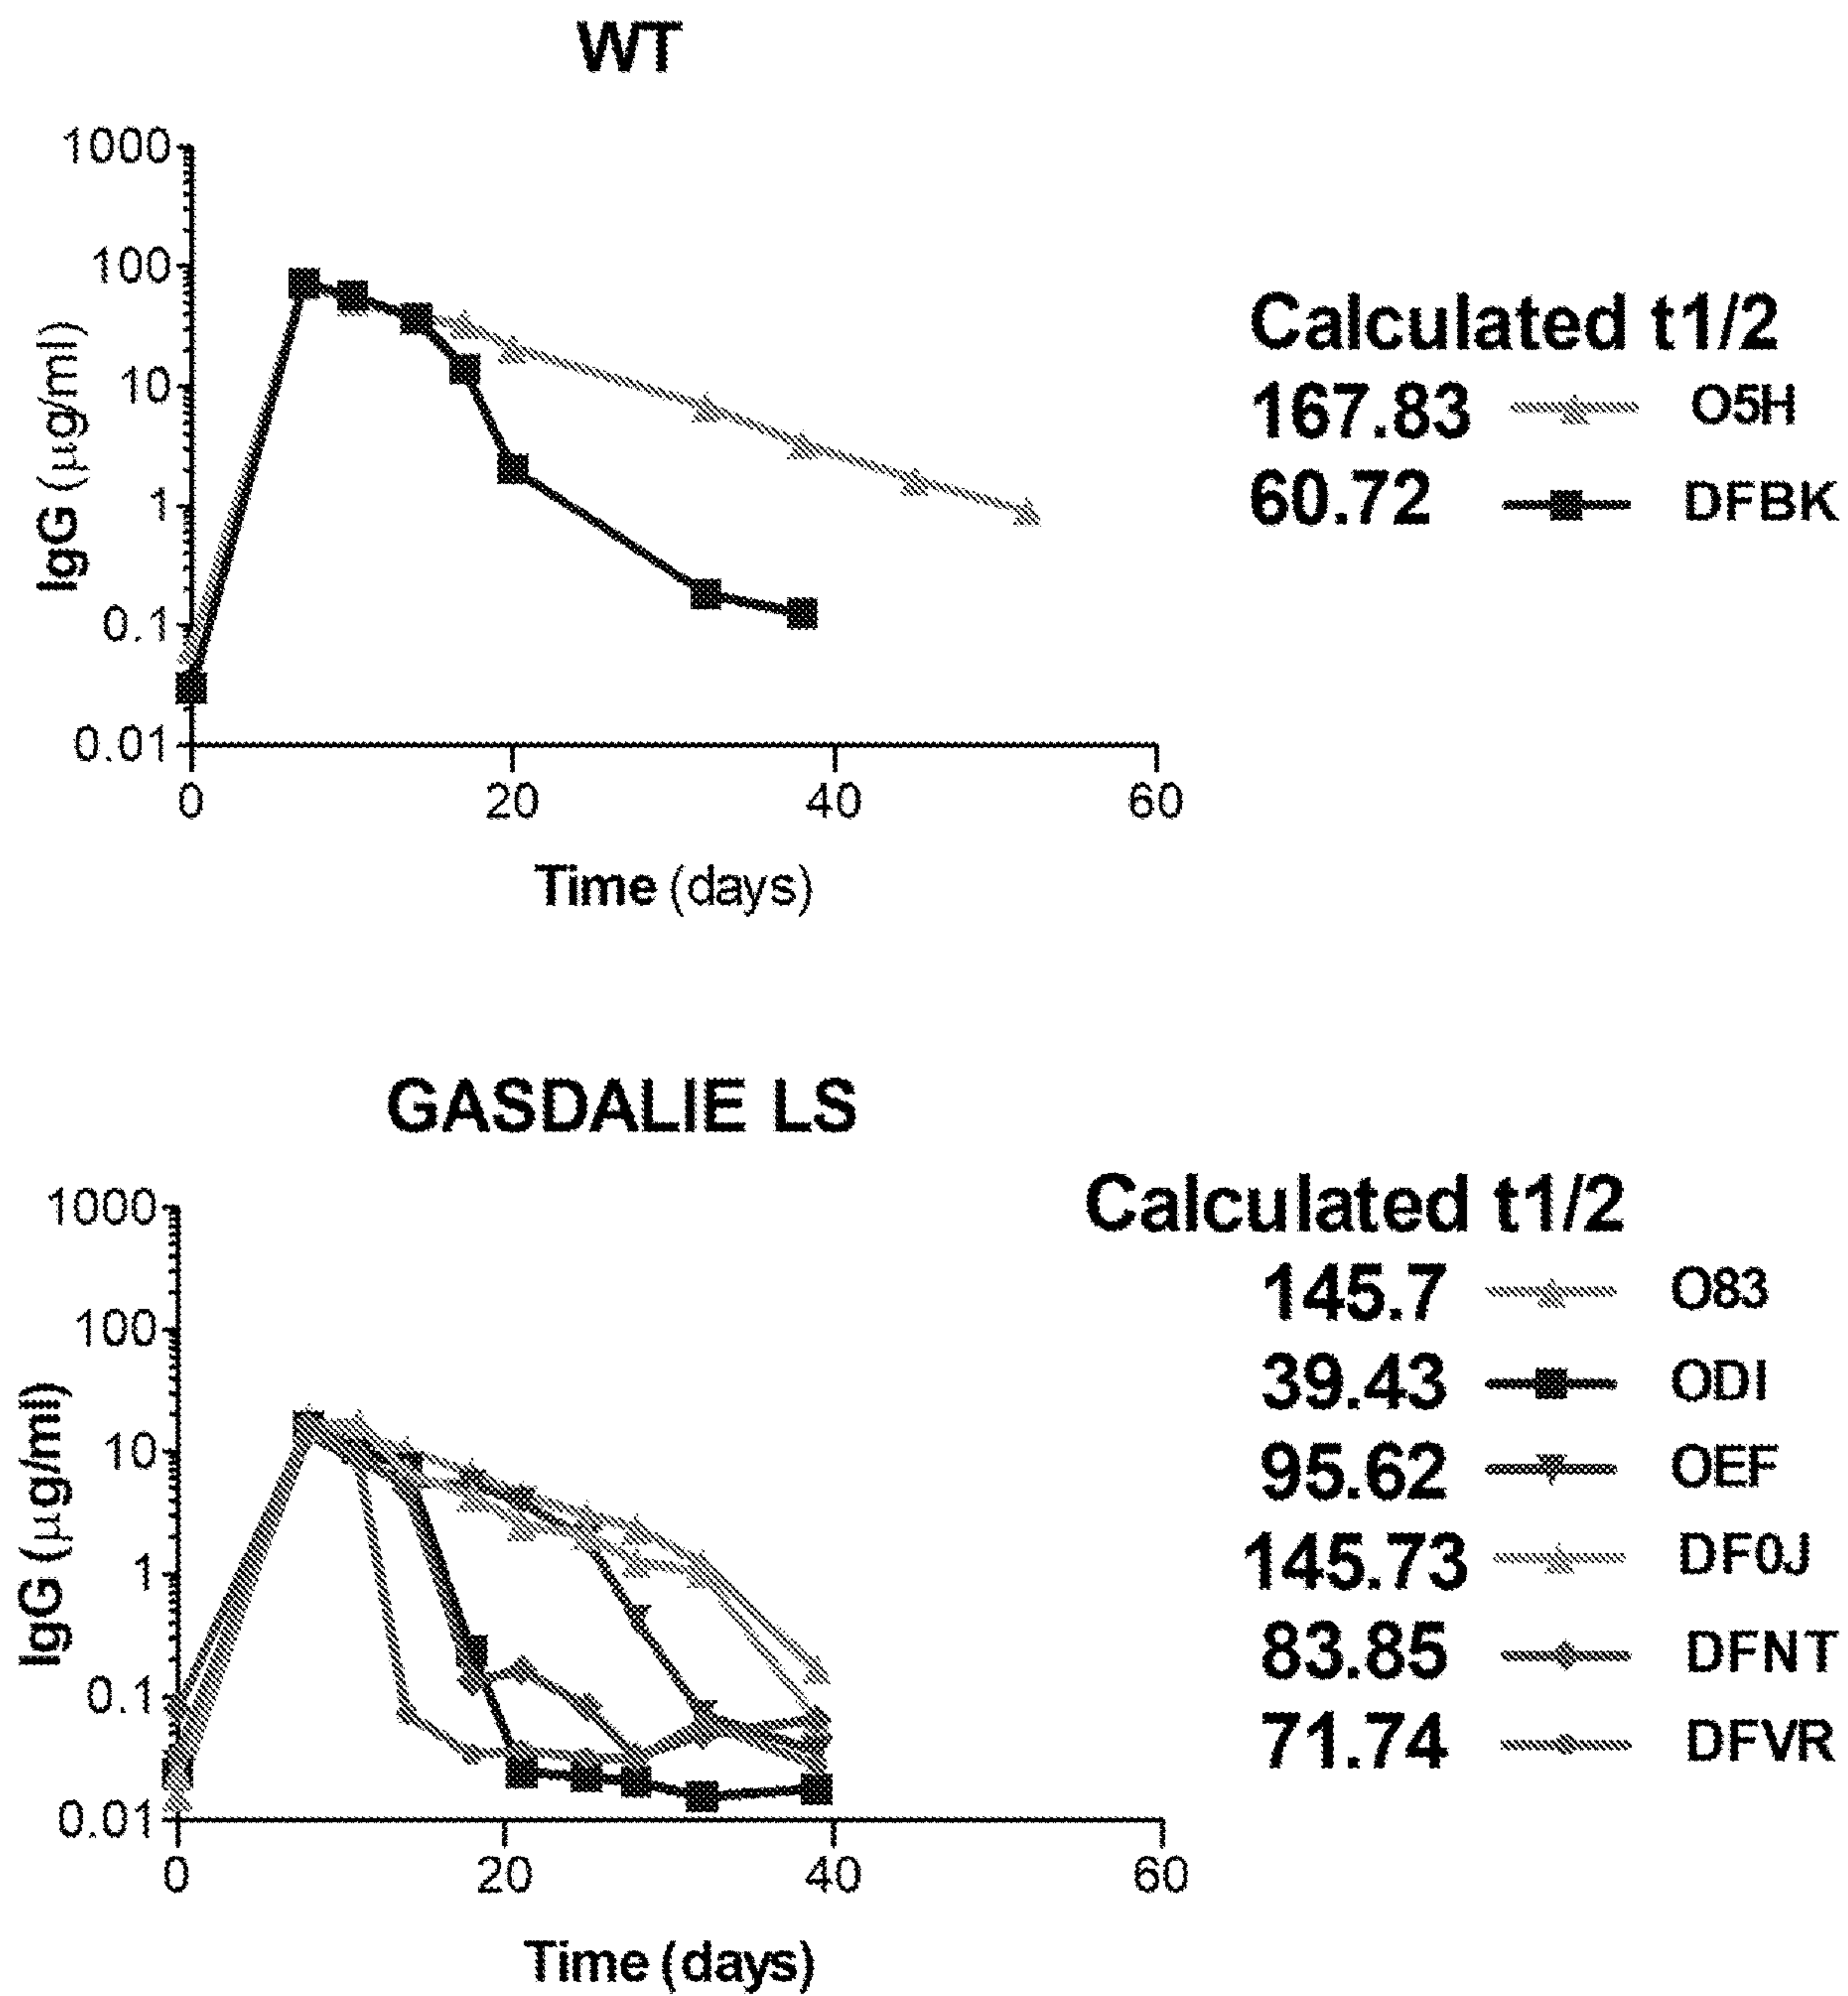 WT
1000
100
10
1
0.1
0.01
IgG (μg/ml)
0
20
40
60
Time (days)
Calculated t1/2
167.83 O5H
60.72 DFBK
GASDALIE LS
1000
100
10
1
0.1
0.01
IgG (μg/ml)
0
20
40
60
Time (days)
Calculated t1/2
145.7 O83
39.43 ODI
95.62 OEF
145.73 DF0J
83.85 DFNT
71.74 DFVR